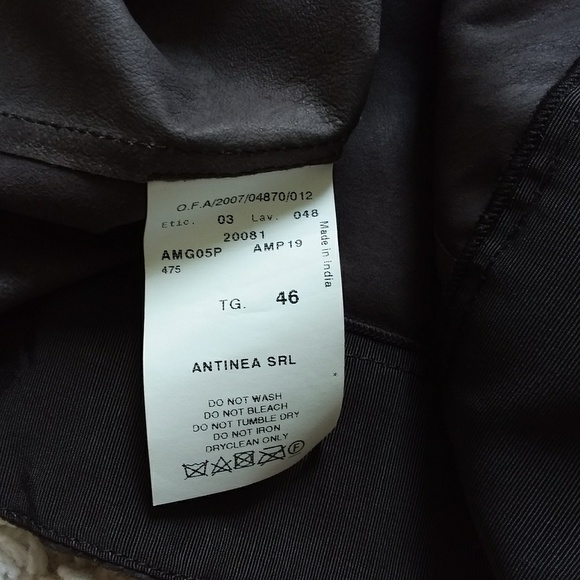 O.F.A/2007/04870/012
Etic. 03 Lav. 048
20081
AMG05P AMP19
475
Made in India
TG. 46
ANTINEA SRL
DO NOT WASH
DO NOT BLEACH
DO NOT TUMBLE DRY
DO NOT IRON
DRYCLEAN ONLY
F